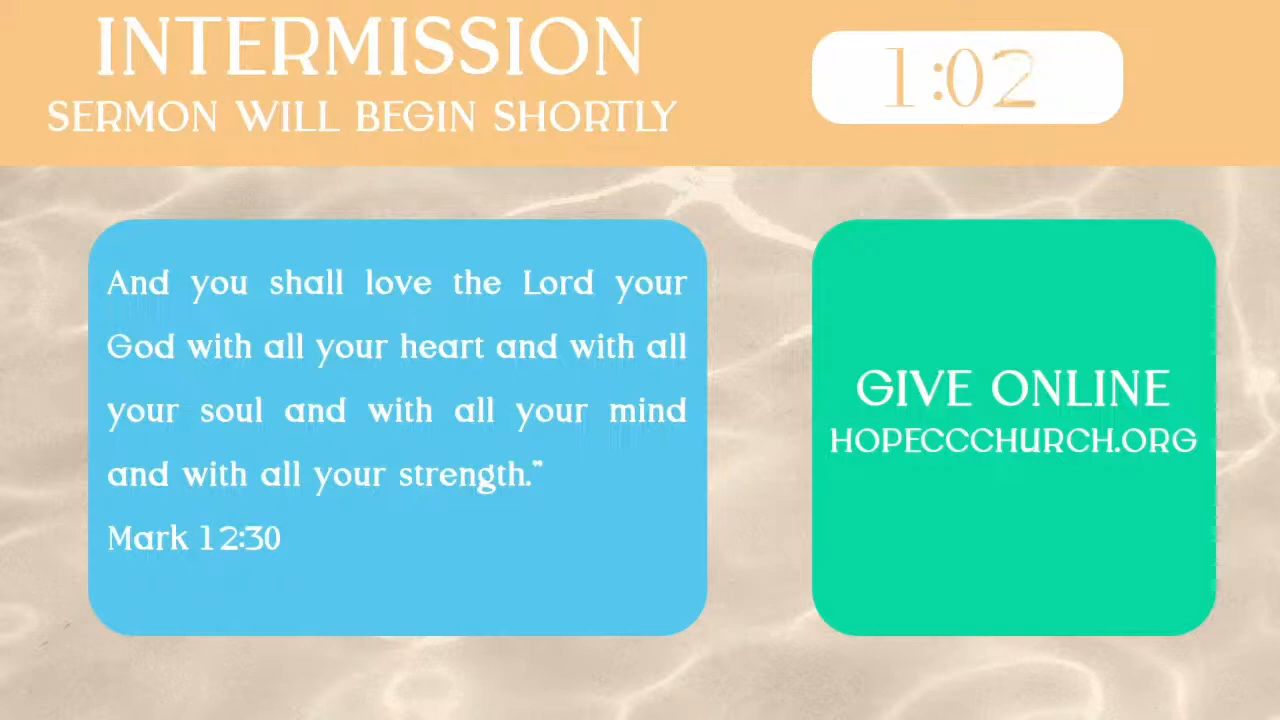 INTERMISSION
SERMON WILL BEGIN SHORTLY
1:02
And you shall love the Lord your
God with all your heart and with all
your soul and with all your mind
and with all your strength.”
Mark 12:30
GIVE ONLINE
HOPECCCHURCH.ORG